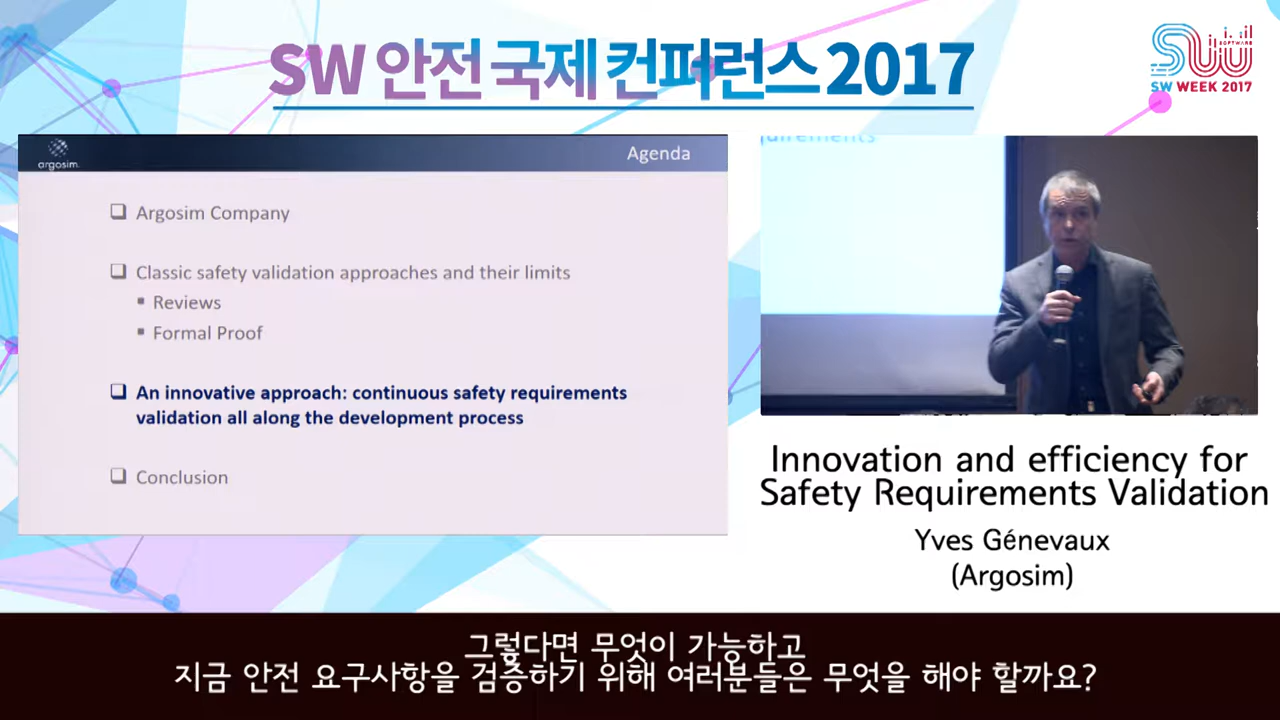 SW 안전 국제 컨퍼런스 2017
SOFTWARE
SW WEEK 2017
argosim
Agenda
❑ Argosim Company
❑ Classic safety validation approaches and their limits
▪ Reviews
▪ Formal Proof
❑ An innovative approach: continuous safety requirements
validation all along the development process
❑ Conclusion
Innovation and efficiency for
Safety Requirements Validation
Yves Génevaux
(Argosim)
그렇다면 무엇이 가능하고
지금 안전 요구사항을 검증하기 위해 여러분들은 무엇을 해야 할까요?